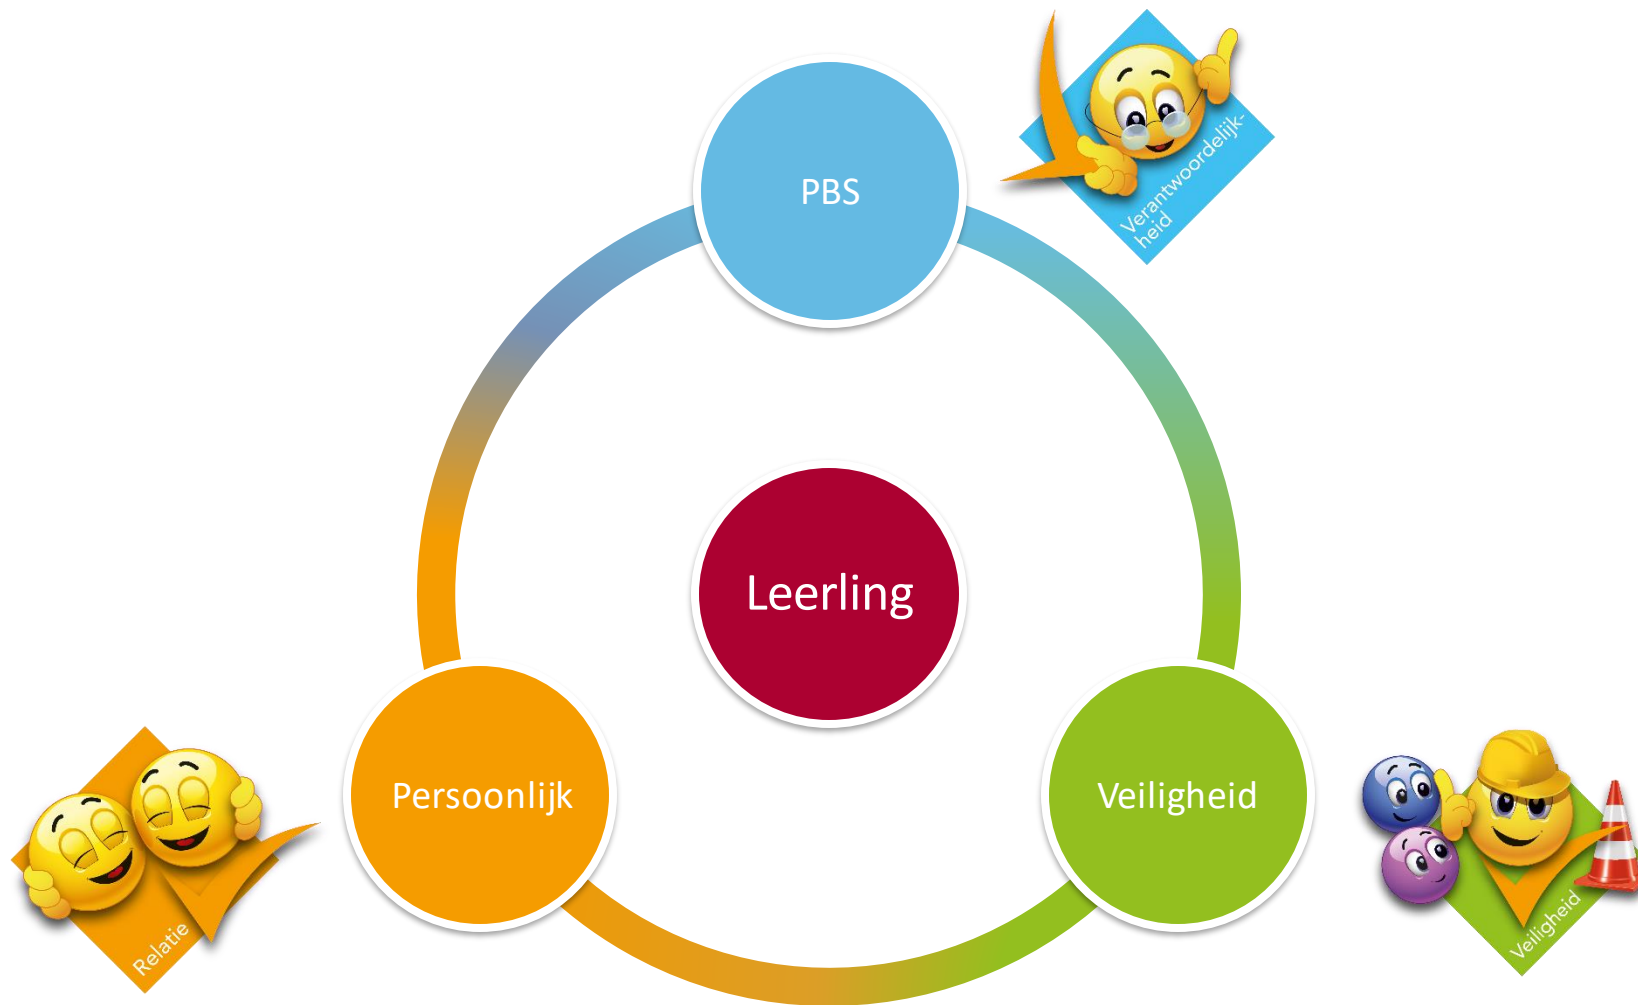 Verantwoordelijk-
heid
PBS
Leerling
Persoonlijk
Veiligheid
Relatie
Veiligheid